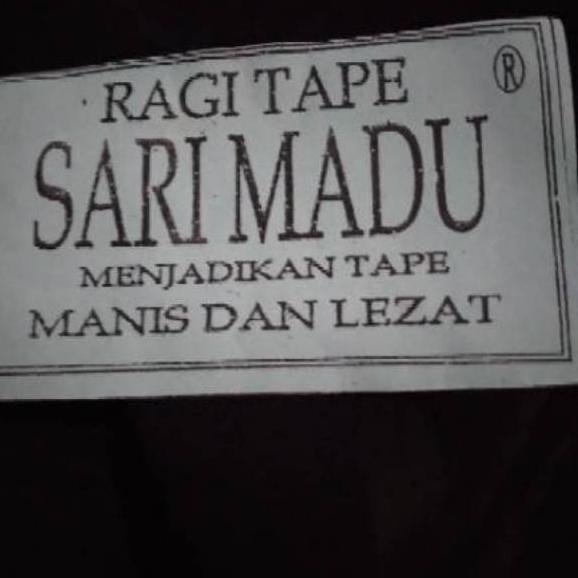 RAGI TAPE ®
SARI MADU
MENJADIKAN TAPE
MANIS DAN LEZAT